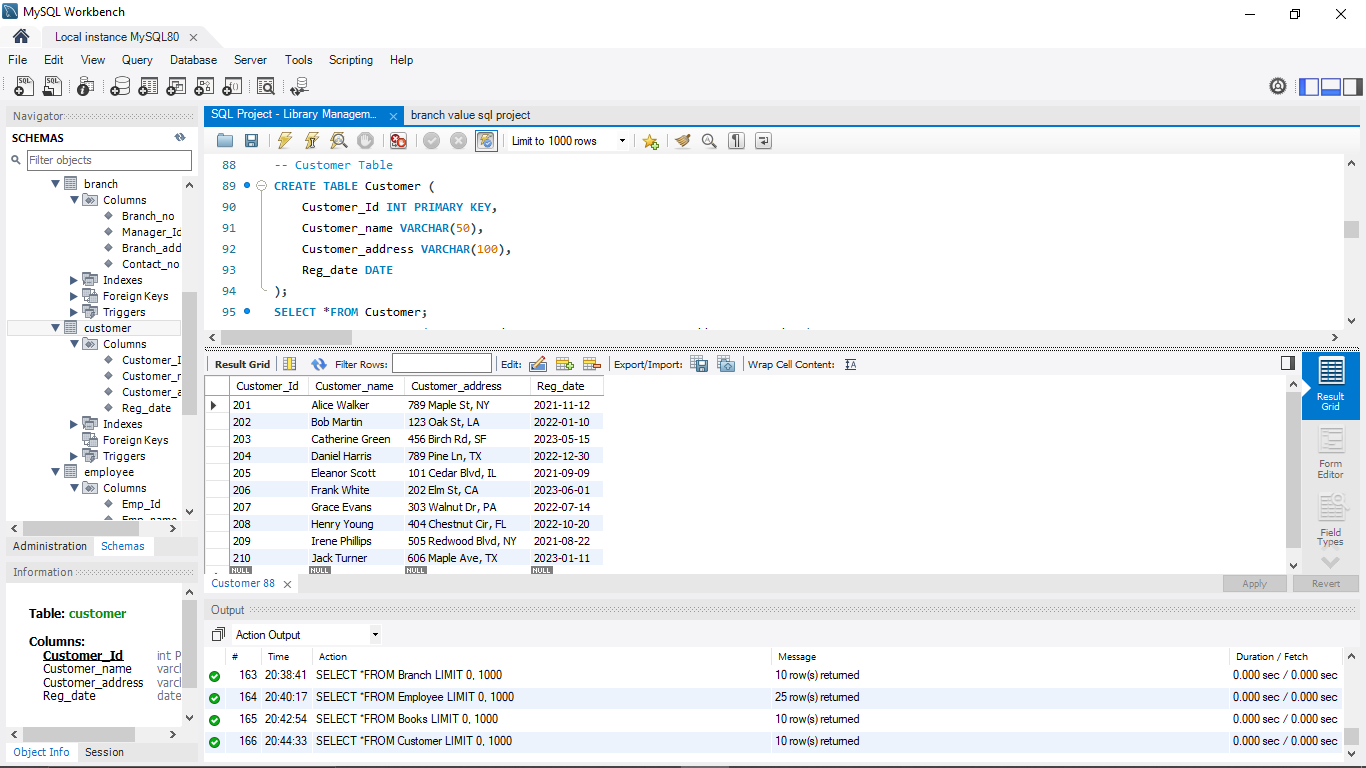 MySQL Workbench
Local instance MySQL80
File Edit View Query Database Server Tools Scripting Help
Navigator
SCHEMAS
Filter objects
branch
Columns
Branch_no
Manager_Id
Branch_add
Contact_no
Indexes
Foreign Keys
Triggers
customer
Columns
Customer_I
Customer_r
Customer_a
Reg_date
Indexes
Foreign Keys
Triggers
employee
Columns
Emp_Id
Emp_name
Administration Schemas
Information
Table: customer
Columns:
Customer_Id int P
Customer_name varch
Customer_address varch
Reg_date date
Object Info Session
SQL Project - Library Managem... branch value sql project
Limit to 1000 rows
88 -- Customer Table
89 CREATE TABLE Customer (
90 Customer_Id INT PRIMARY KEY,
91 Customer_name VARCHAR(50),
92 Customer_address VARCHAR(100),
93 Reg_date DATE
94 );
95 SELECT *FROM Customer;
Result Grid Filter Rows: Edit: Export/Import: Wrap Cell Content:
Customer_Id Customer_name Customer_address Reg_date
201 Alice Walker 789 Maple St, NY 2021-11-12
202 Bob Martin 123 Oak St, LA 2022-01-10
203 Catherine Green 456 Birch Rd, SF 2023-05-15
204 Daniel Harris 789 Pine Ln, TX 2022-12-30
205 Eleanor Scott 101 Cedar Blvd, IL 2021-09-09
206 Frank White 202 Elm St, CA 2023-06-01
207 Grace Evans 303 Walnut Dr, PA 2022-07-14
208 Henry Young 404 Chestnut Cir, FL 2022-10-20
209 Irene Phillips 505 Redwood Blvd, NY 2021-08-22
210 Jack Turner 606 Maple Ave, TX 2023-01-11
NULL NULL NULL NULL
Result
Grid
Form
Editor
Field
Types
Customer 88
Apply Revert
Output
Action Output
# Time Action Message Duration / Fetch
163 20:38:41 SELECT *FROM Branch LIMIT 0, 1000 10 row(s) returned 0.000 sec / 0.000 sec
164 20:40:17 SELECT *FROM Employee LIMIT 0, 1000 25 row(s) returned 0.000 sec / 0.000 sec
165 20:42:54 SELECT *FROM Books LIMIT 0, 1000 10 row(s) returned 0.000 sec / 0.000 sec
166 20:44:33 SELECT *FROM Customer LIMIT 0, 1000 10 row(s) returned 0.000 sec / 0.000 sec